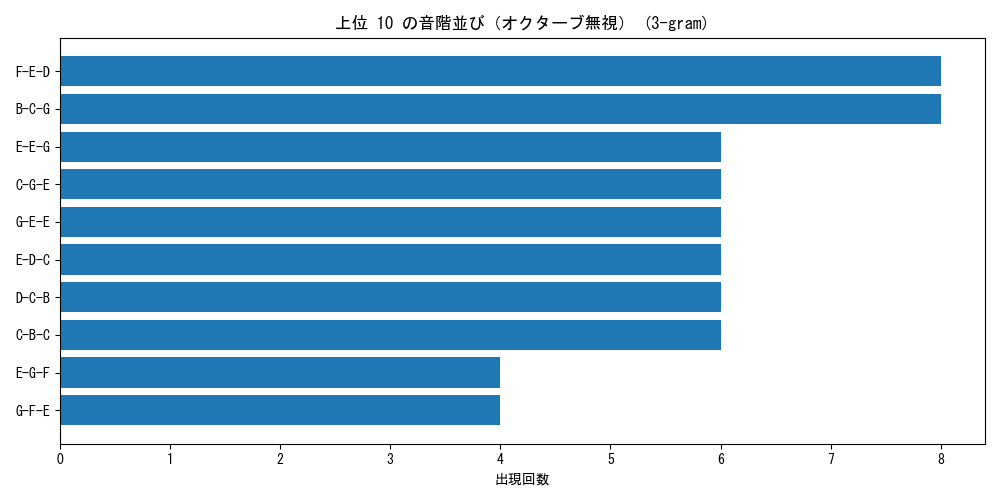 上位 10 の音階並び（オクターブ無視） (3-gram)
F-E-D
B-C-G
E-E-G
C-G-E
G-E-E
E-D-C
D-C-B
C-B-C
E-G-F
G-F-E
0 1 2 3 4 5 6 7 8
出現回数